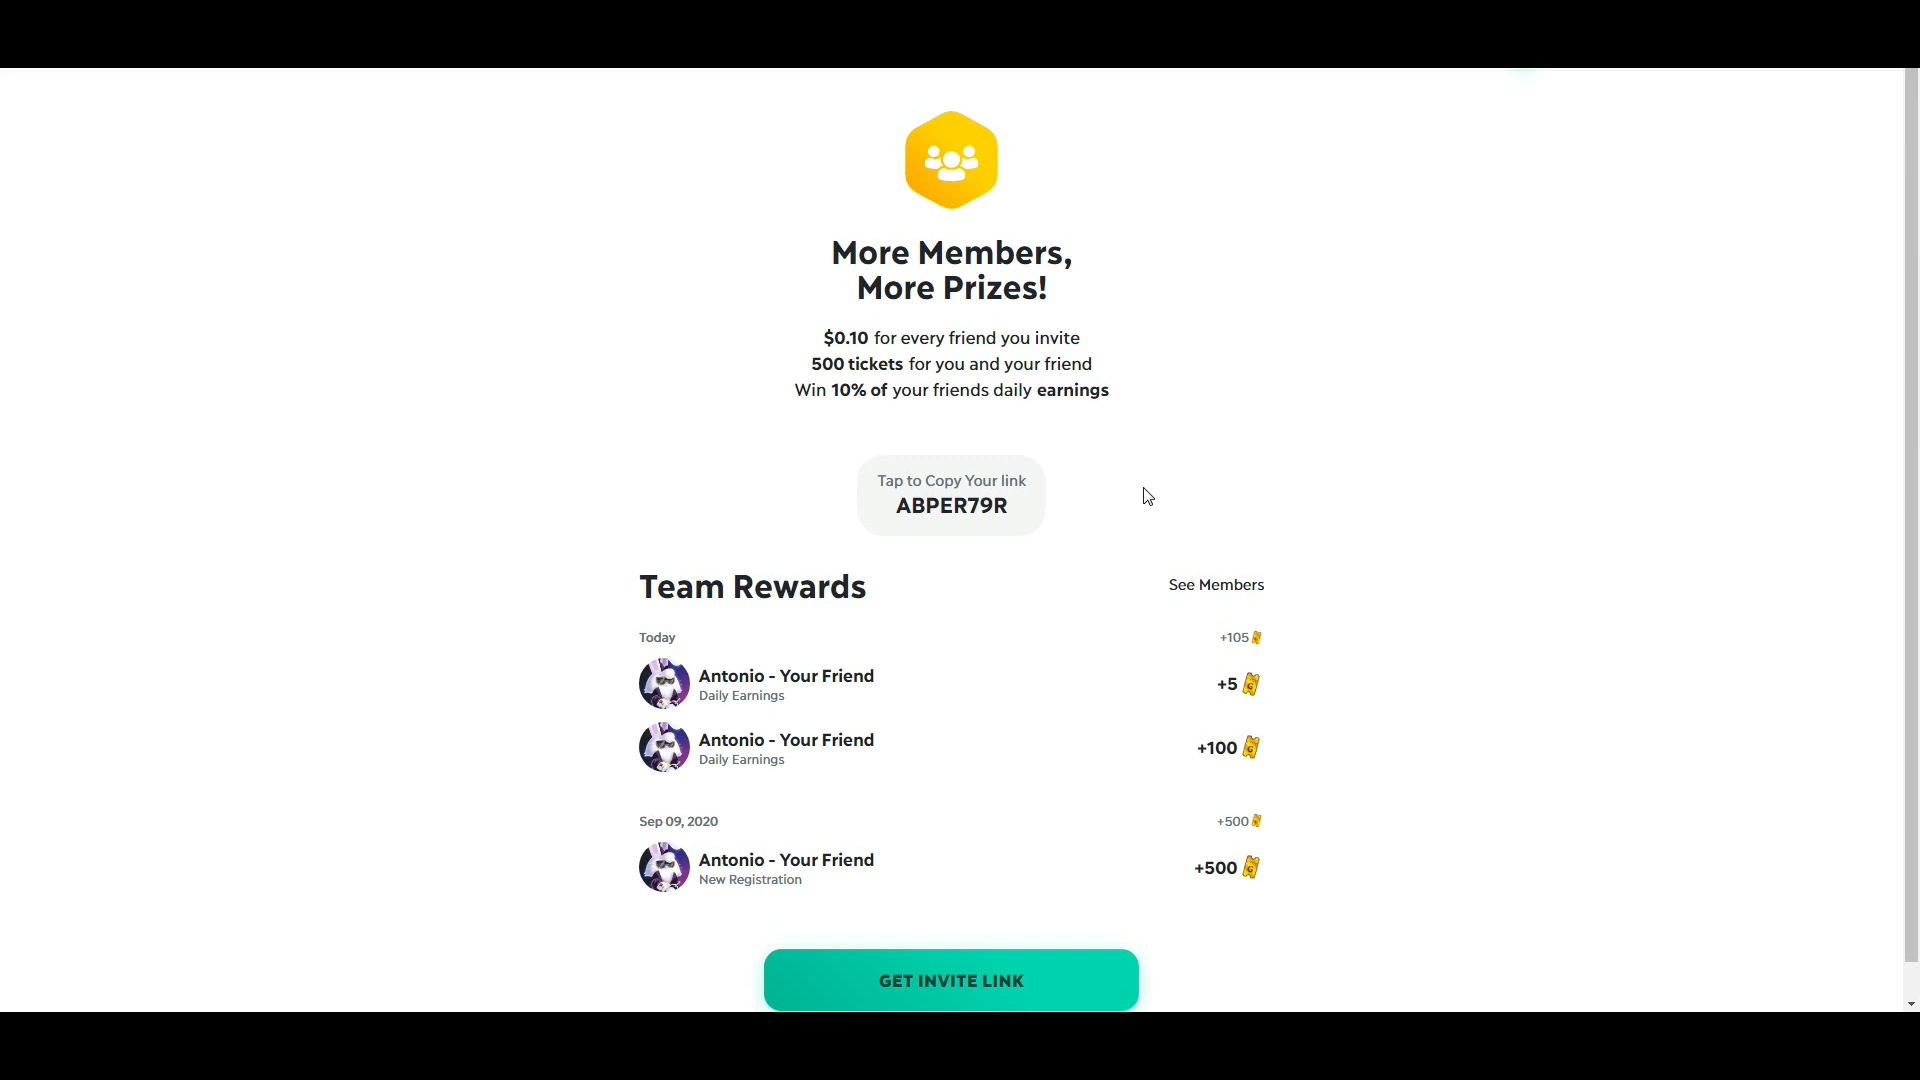 More Members,
More Prizes!
$0.10 for every friend you invite
500 tickets for you and your friend
Win 10% of your friends daily earnings
Tap to Copy Your link
ABPER79R
Team Rewards
See Members
Today
+105
Antonio - Your Friend
Daily Earnings
+5
Antonio - Your Friend
Daily Earnings
+100
Sep 09, 2020
+500
Antonio - Your Friend
New Registration
+500
GET INVITE LINK